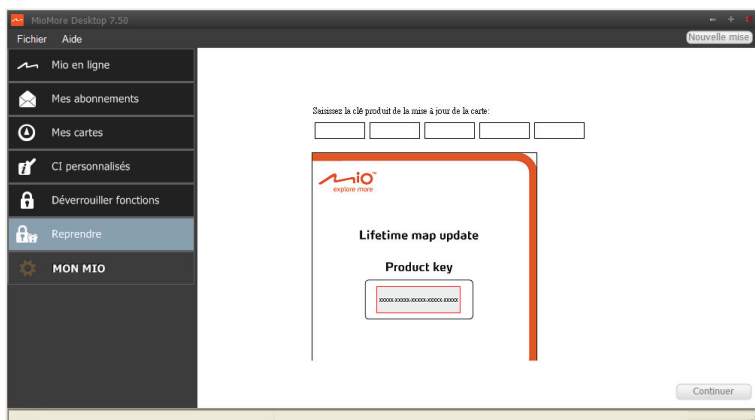 MioMore Desktop 7.50
Fichier Aide
Nouvelle mise
Mio en ligne
Mes abonnements
Mes cartes
CI personnalisés
Déverrouiller fonctions
Reprendre
MON MIO
Saisissez la clé produit de la mise à jour de la carte:
Mio™
explore more
Lifetime map update
Product key
xxxxx-xxxxx-xxxxx-xxxxx-xxxxx
Continuer